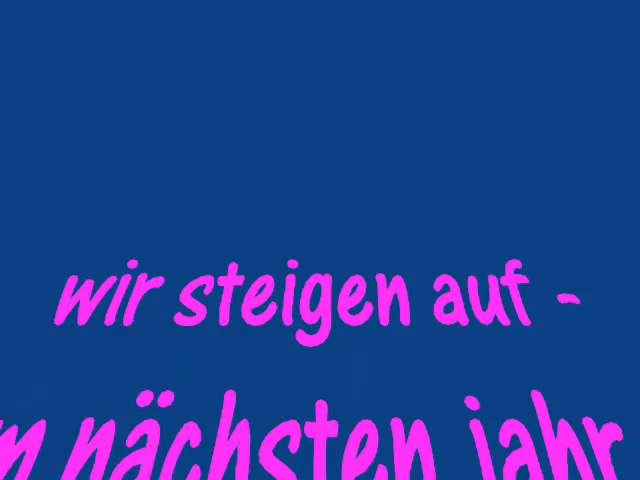 wir steigen auf -
nächsten jahr